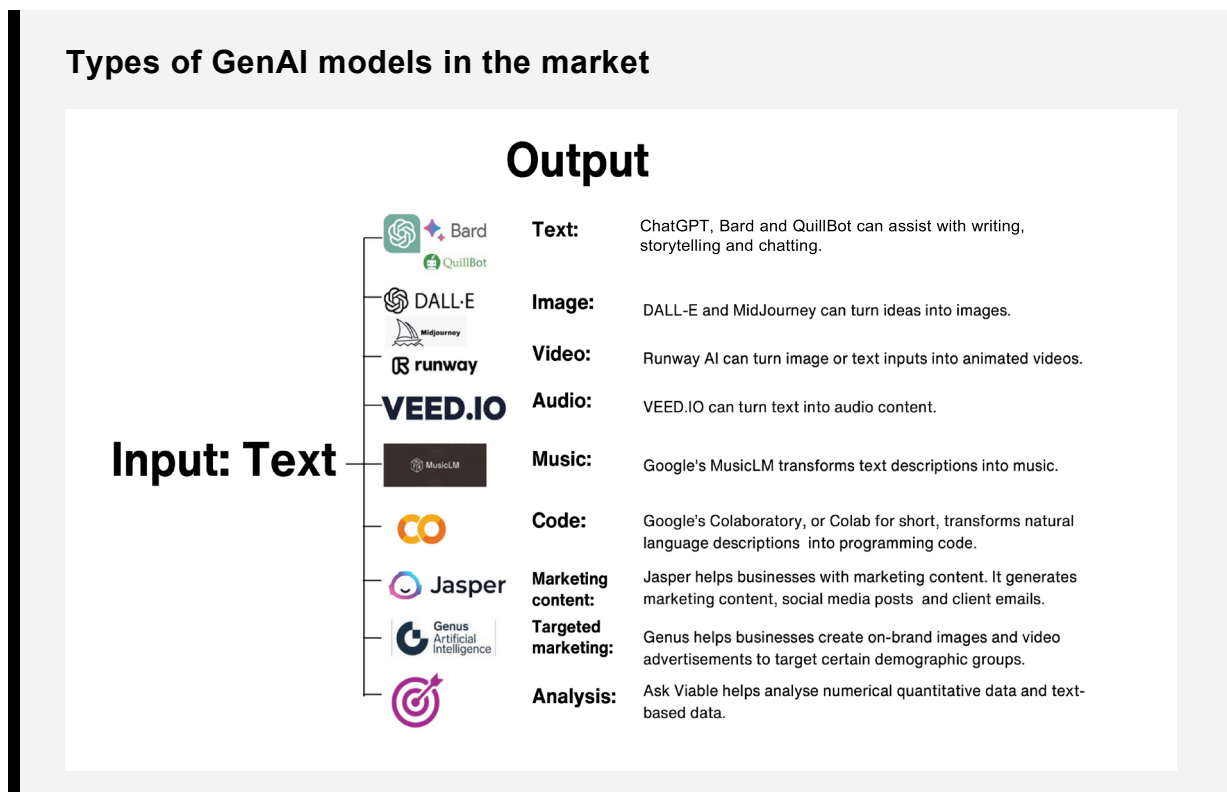 Types of GenAI models in the market
Output
Input: Text
Bard
QuillBot
Text:
ChatGPT, Bard and QuillBot can assist with writing,
storytelling and chatting.
DALL·E
Midjourney
Image:
DALL-E and MidJourney can turn ideas into images.
runway
Video:
Runway AI can turn image or text inputs into animated videos.
VEED.IO
Audio:
VEED.IO can turn text into audio content.
MusicLM
Music:
Google's MusicLM transforms text descriptions into music.
Code:
Google’s Colaboratory, or Colab for short, transforms natural
language descriptions into programming code.
Jasper
Marketing
content:
Jasper helps businesses with marketing content. It generates
marketing content, social media posts and client emails.
Genus
Artificial
Intelligence
Targeted
marketing:
Genus helps businesses create on-brand images and video
advertisements to target certain demographic groups.
Analysis:
Ask Viable helps analyse numerical quantitative data and text-
based data.